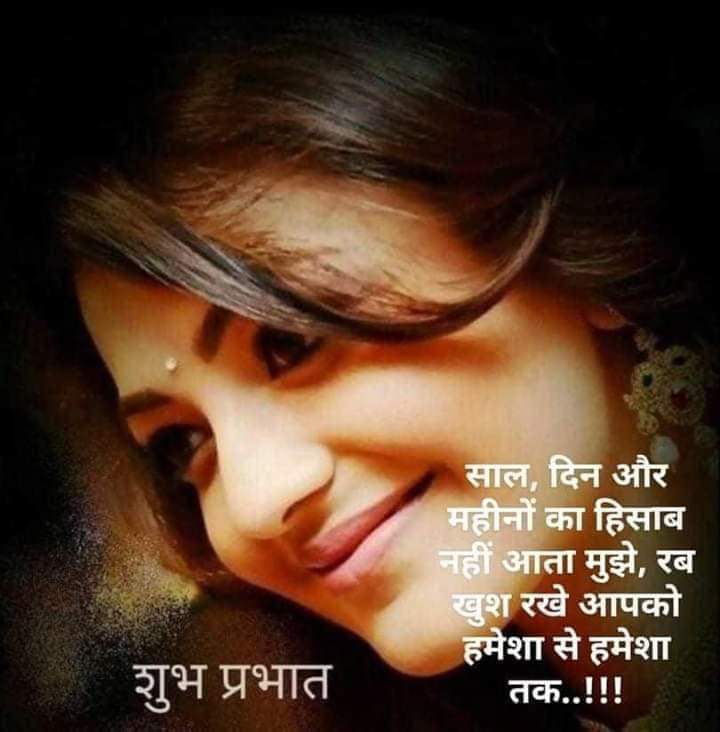 साल, दिन और
महीनों का हिसाब
नहीं आता मुझे, रब
खुश रखे आपको
हमेशा से हमेशा
तक..!!!
शुभ प्रभात